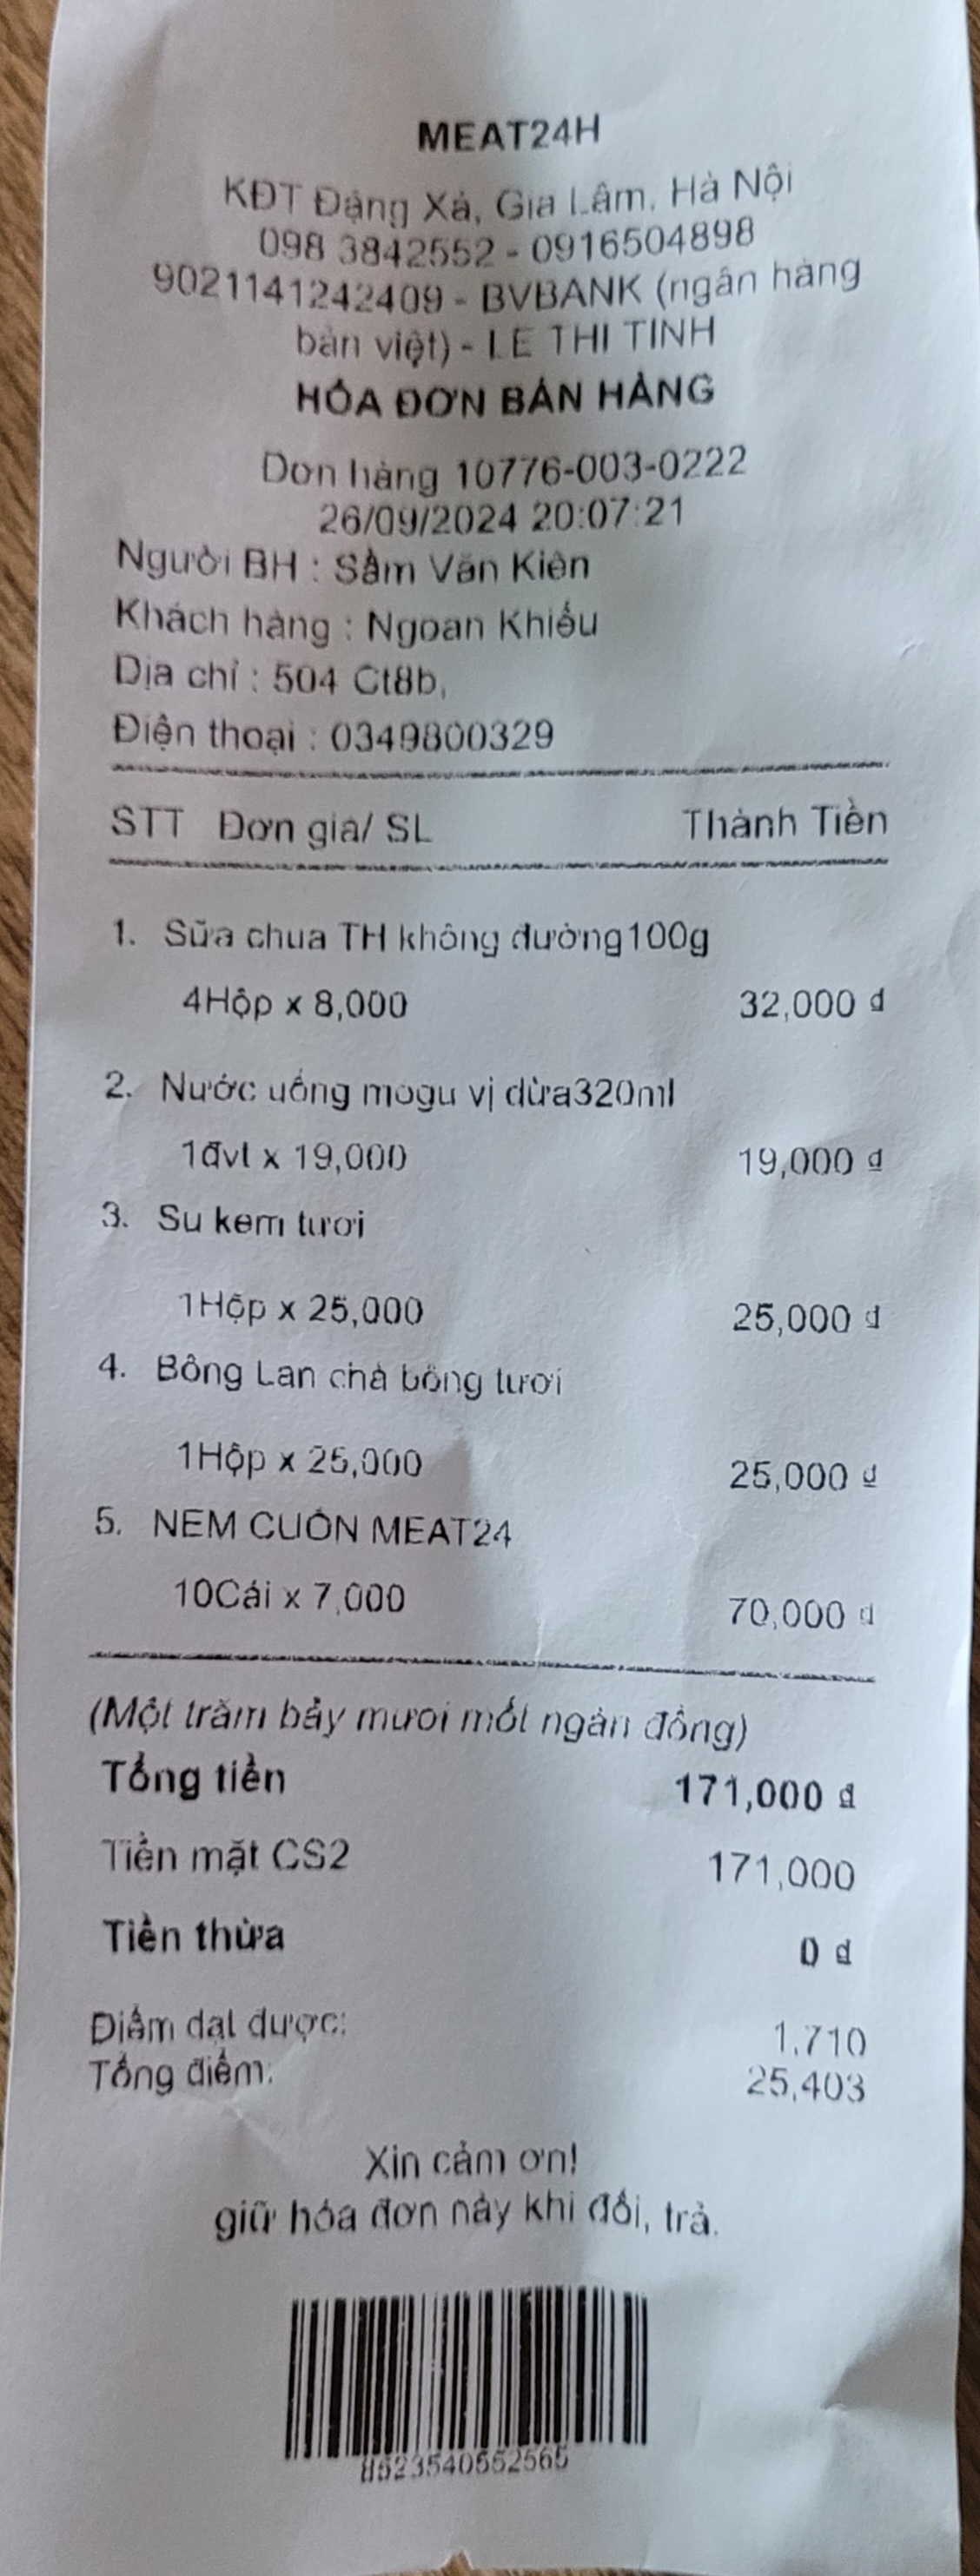 MEAT24H
KĐT Đặng Xá, Gia Lâm, Hà Nội
098 3842552 - 0916504898
9021141242409 - BVBANK (ngân hàng
bản việt) - LE THI TINH
HÓA ĐƠN BÁN HÀNG
Đơn hàng 10776-003-0222
26/09/2024 20:07:21
Người BH : Sầm Văn Kiên
Khách hàng : Ngoan Khiếu
Địa chỉ : 504 Ct8b,
Điện thoại : 0349800329
STT Đơn giá/ SL Thành Tiền
1. Sữa chua TH không đường100g
4Hộp x 8,000 32,000 đ
2. Nước uống mogu vị dừa320ml
1đvt x 19,000 19,000 đ
3. Su kem tươi
1Hộp x 25,000 25,000 đ
4. Bông Lan chà bông tươi
1Hộp x 25,000 25,000 đ
5. NEM CUỐN MEAT24
10Cái x 7,000 70,000 đ
(Một trăm bảy mươi mốt ngàn đồng)
Tổng tiền 171,000 đ
Tiền mặt CS2 171,000
Tiền thừa 0 đ
Điểm đạt được: 1,710
Tổng điểm: 25,403
Xin cảm ơn!
giữ hóa đơn này khi đổi, trả.
8523540552565